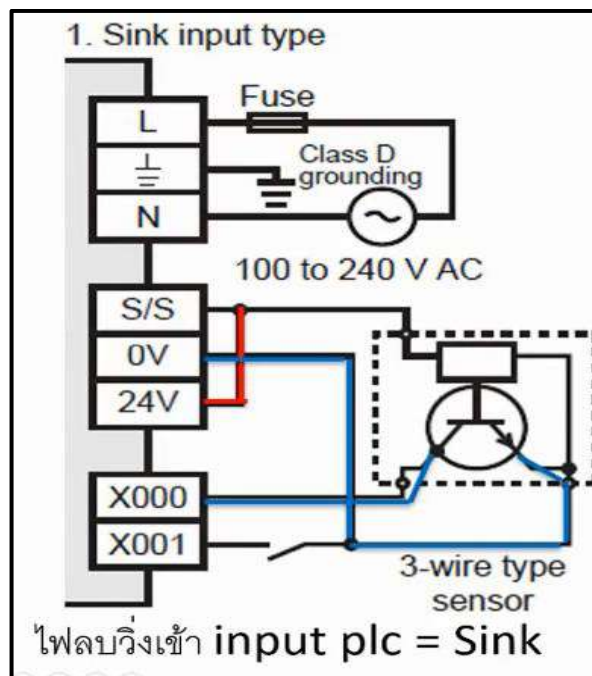 1. Sink input type
L
Fuse
Class D
grounding
N
100 to 240 V AC
S/S
0V
24V
X000
X001
3-wire type
sensor
ไฟลบวิ่งเข้า input plc = Sink